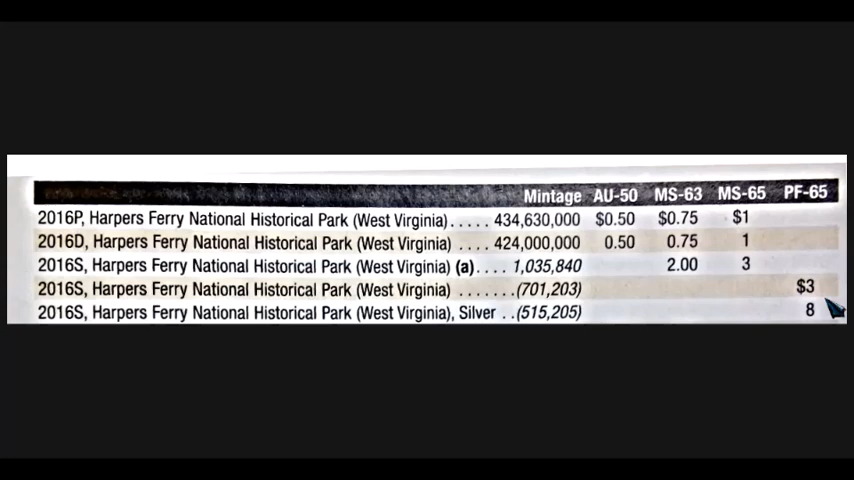 Mintage AU-50 MS-63 MS-65 PF-65
2016P, Harpers Ferry National Historical Park (West Virginia) ..... 434,630,000 $0.50 $0.75 $1
2016D, Harpers Ferry National Historical Park (West Virginia) .... 424,000,000 0.50 0.75 1
2016S, Harpers Ferry National Historical Park (West Virginia) (a) .... 1,035,840 2.00 3
2016S, Harpers Ferry National Historical Park (West Virginia) .......(701,203) $3
2016S, Harpers Ferry National Historical Park (West Virginia), Silver ..(515,205) 8